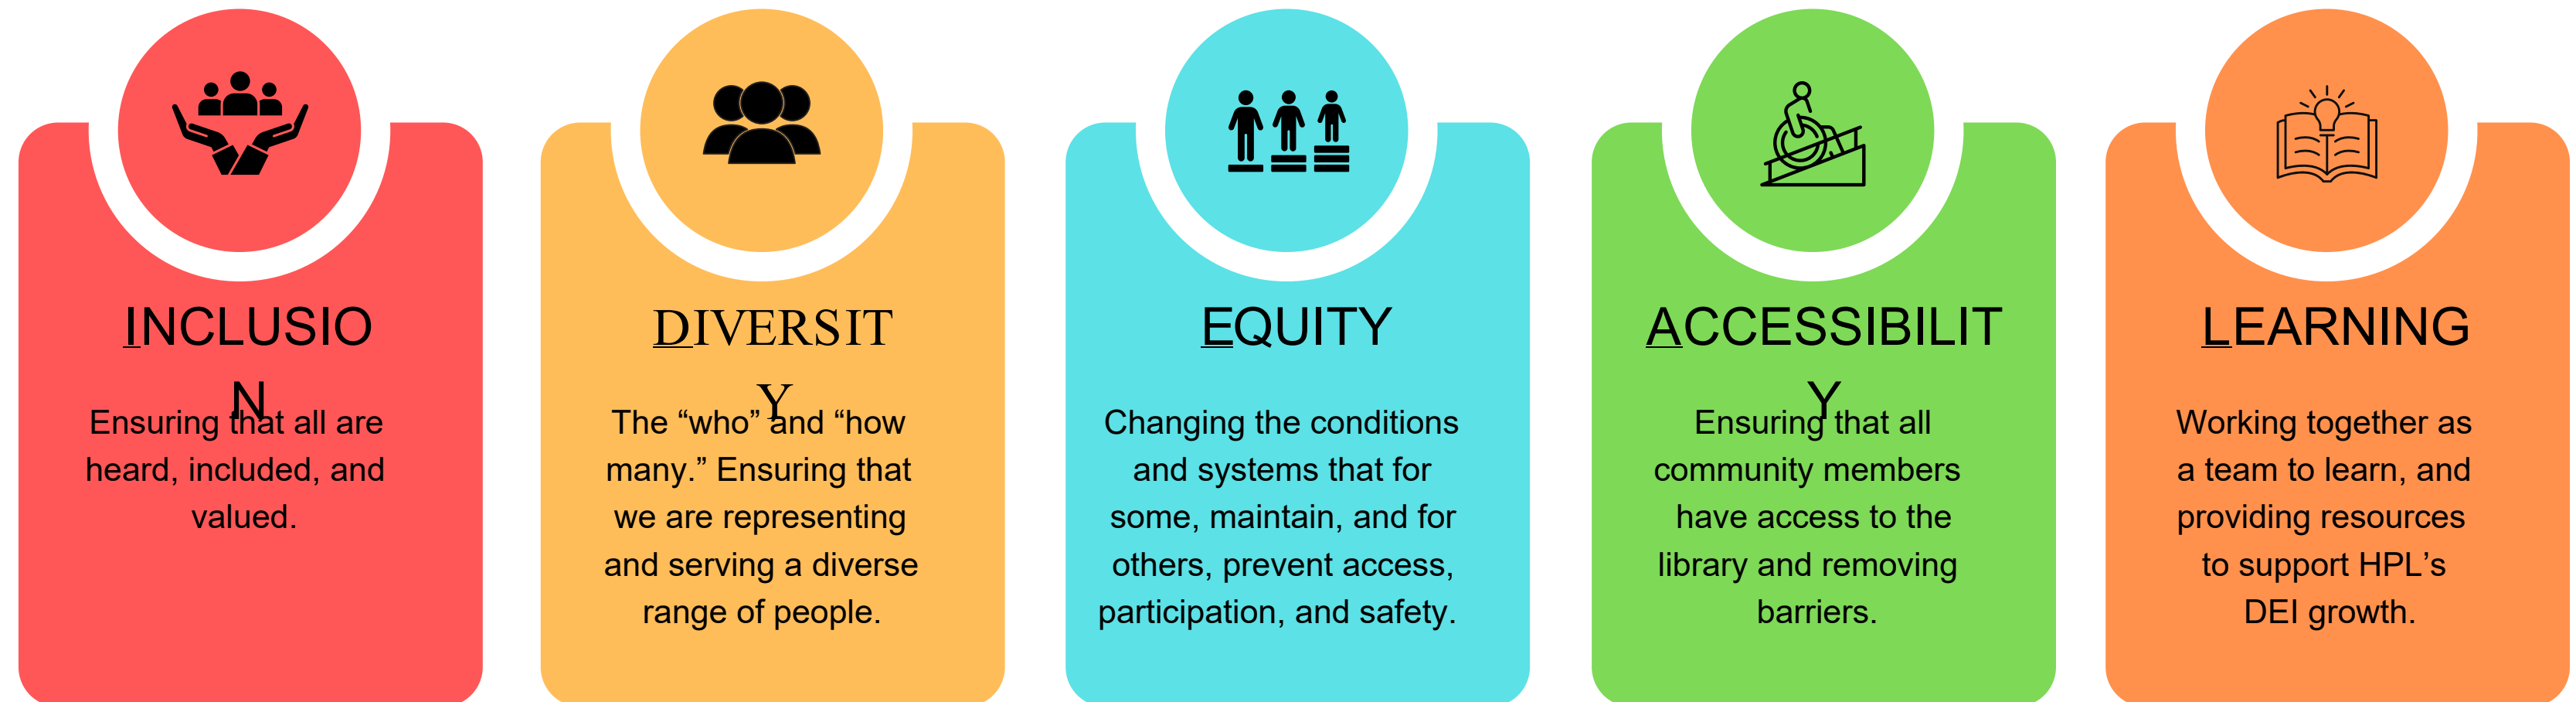 INCLUSIO
N
Ensuring that all are
heard, included, and
valued.
DIVERSIT
Y
The “who” and “how
many.” Ensuring that
we are representing
and serving a diverse
range of people.
EQUITY
Changing the conditions
and systems that for
some, maintain, and for
others, prevent access,
participation, and safety.
ACCESSIBILIT
Y
Ensuring that all
community members
have access to the
library and removing
barriers.
LEARNING
Working together as
a team to learn, and
providing resources
to support HPL’s
DEI growth.